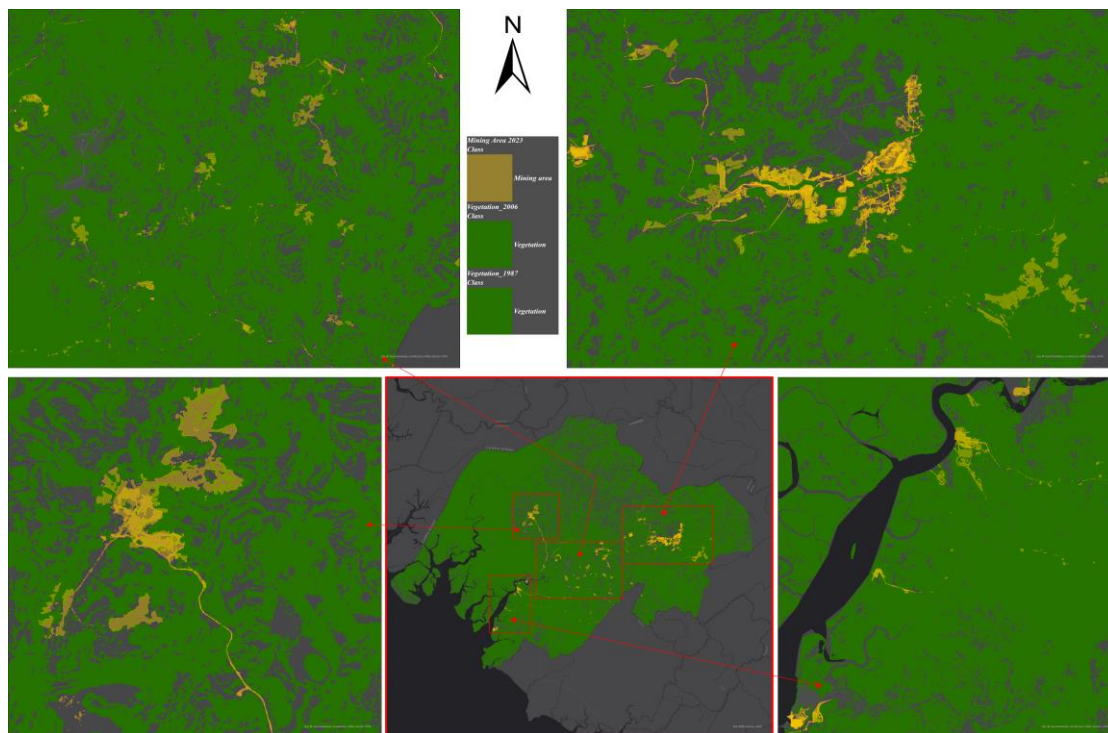 N
Mining Area 2023
Class
Mining area
Vegetation_2006
Class
Vegetation
Vegetation_1987
Class
Vegetation